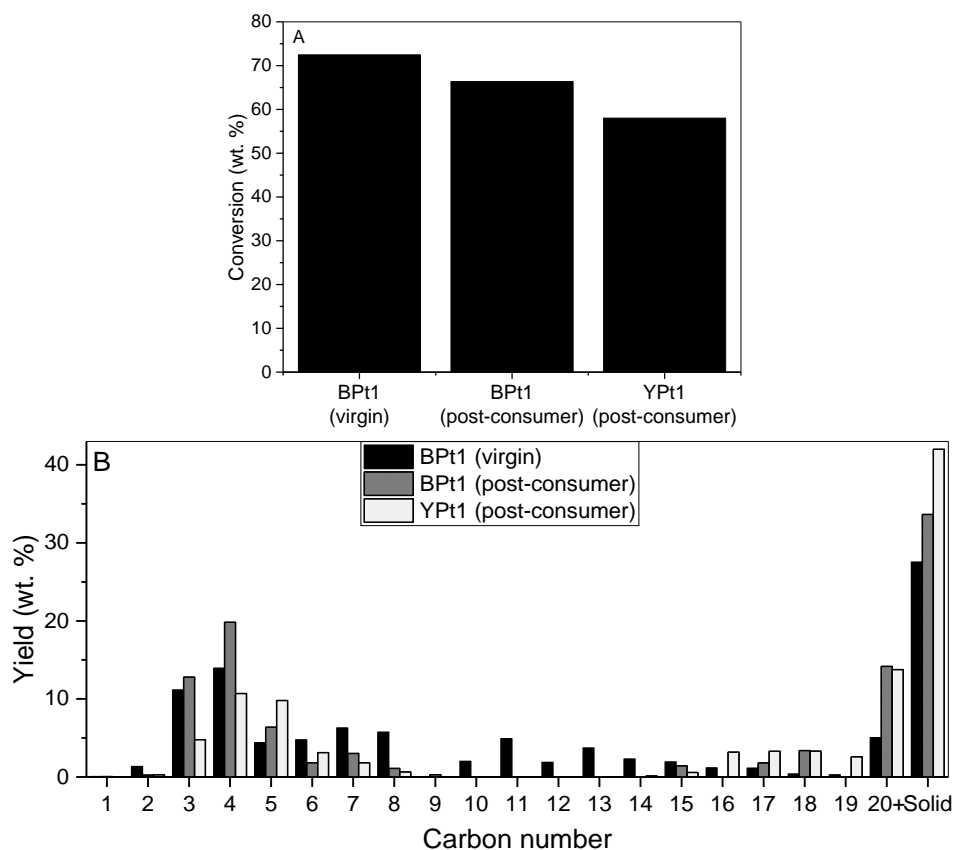 A
80
70
60
50
40
30
20
10
0
Conversion (wt. %)
BPt1 BPt1 YPt1
(virgin) (post-consumer) (post-consumer)
B
BPt1 (virgin)
BPt1 (post-consumer)
YPt1 (post-consumer)
40
30
20
10
0
Yield (wt. %)
1 2 3 4 5 6 7 8 9 10 11 12 13 14 15 16 17 18 19 20+ Solid
Carbon number